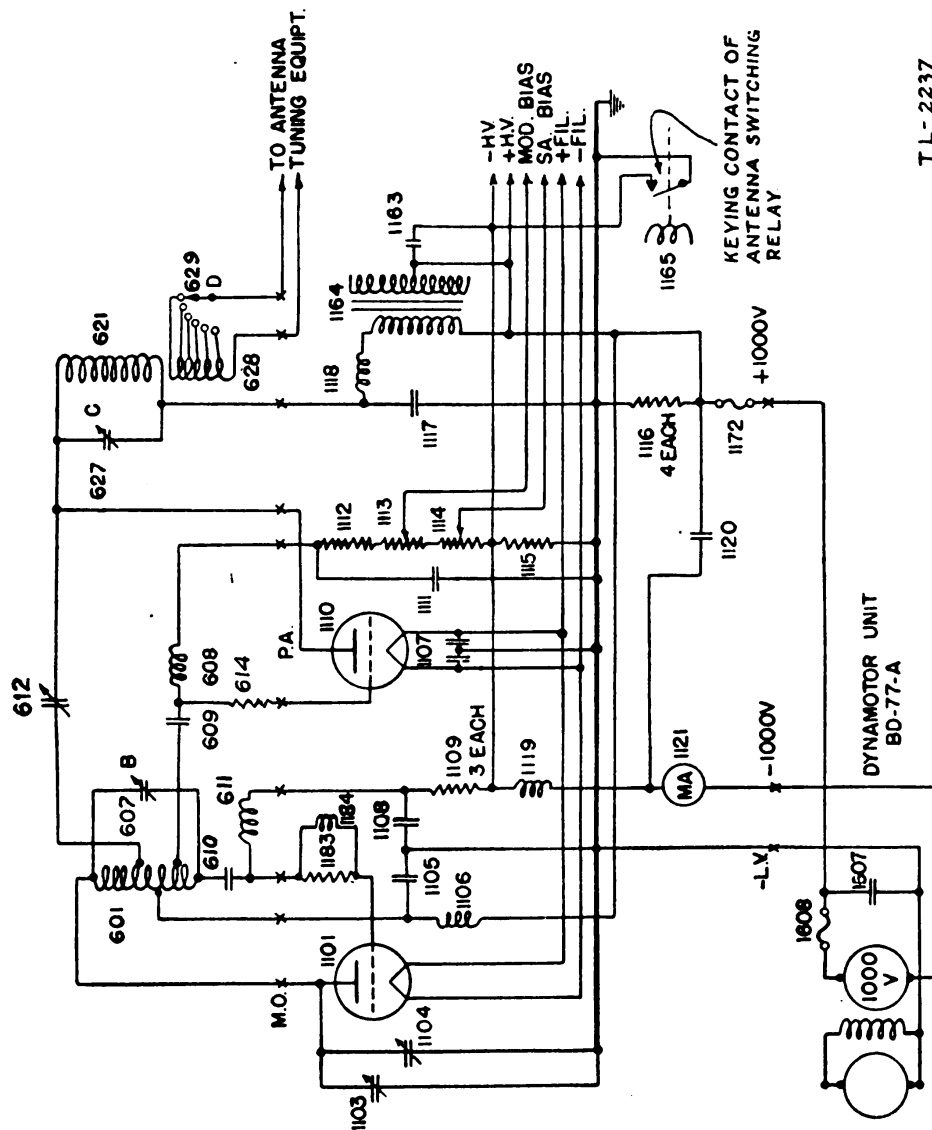 TO ANTENNA
TUNING EQUIPT.
629
D
621
628
C
627
612
1163
1164
1118
1117
-H.V.
+H.V.
MOD. BIAS
SA. BIAS
+FIL.
-FIL.
KEYING CONTACT OF
ANTENNA SWITCHING
RELAY
1165
1116
4 EACH
1172
+1000V
1120
1112
1113
1114
1115
1111
P.A.
1110
1107
608
614
609
B
607
611
610
601
1184
1183
1109
3 EACH
1119
1108
1105
1106
MA
1121
-1000V
-L.V.
M.O.
1101
1104
1103
1607
1608
1000
V
DYNAMOTOR UNIT
BD-77-A
TL-2237